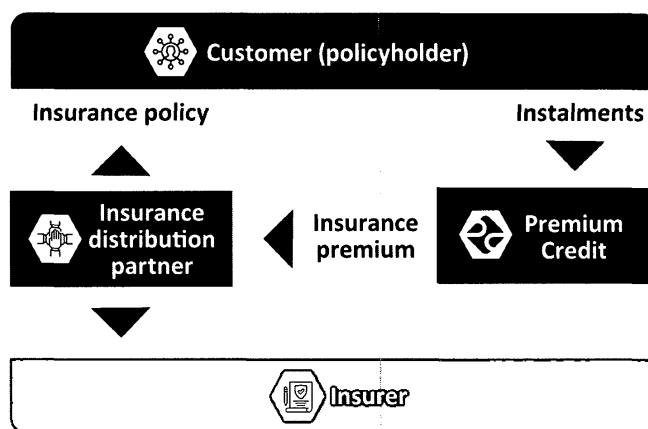 Customer (policyholder)
Insurance policy
Instalments
Insurance
distribution
partner
Insurance
premium
Premium
Credit
Insurer